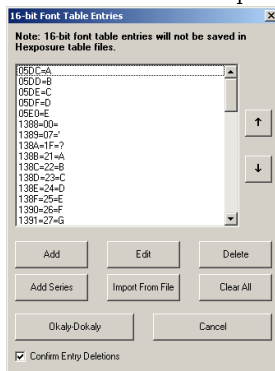 16-bit Font Table Entries
Note: 16-bit font table entries will not be saved in
Hexposure table files.
05DC=A
05DD=B
05DE=C
05DF=D
05E0=E
1388=00=
1389=07='
138A=1F=?
138B=21=A
138C=22=B
138D=23=C
138E=24=D
138F=25=E
1390=26=F
1391=27=G
Add
Edit
Delete
Add Series
Import From File
Clear All
Okaly-Dokaly
Cancel
Confirm Entry Deletions